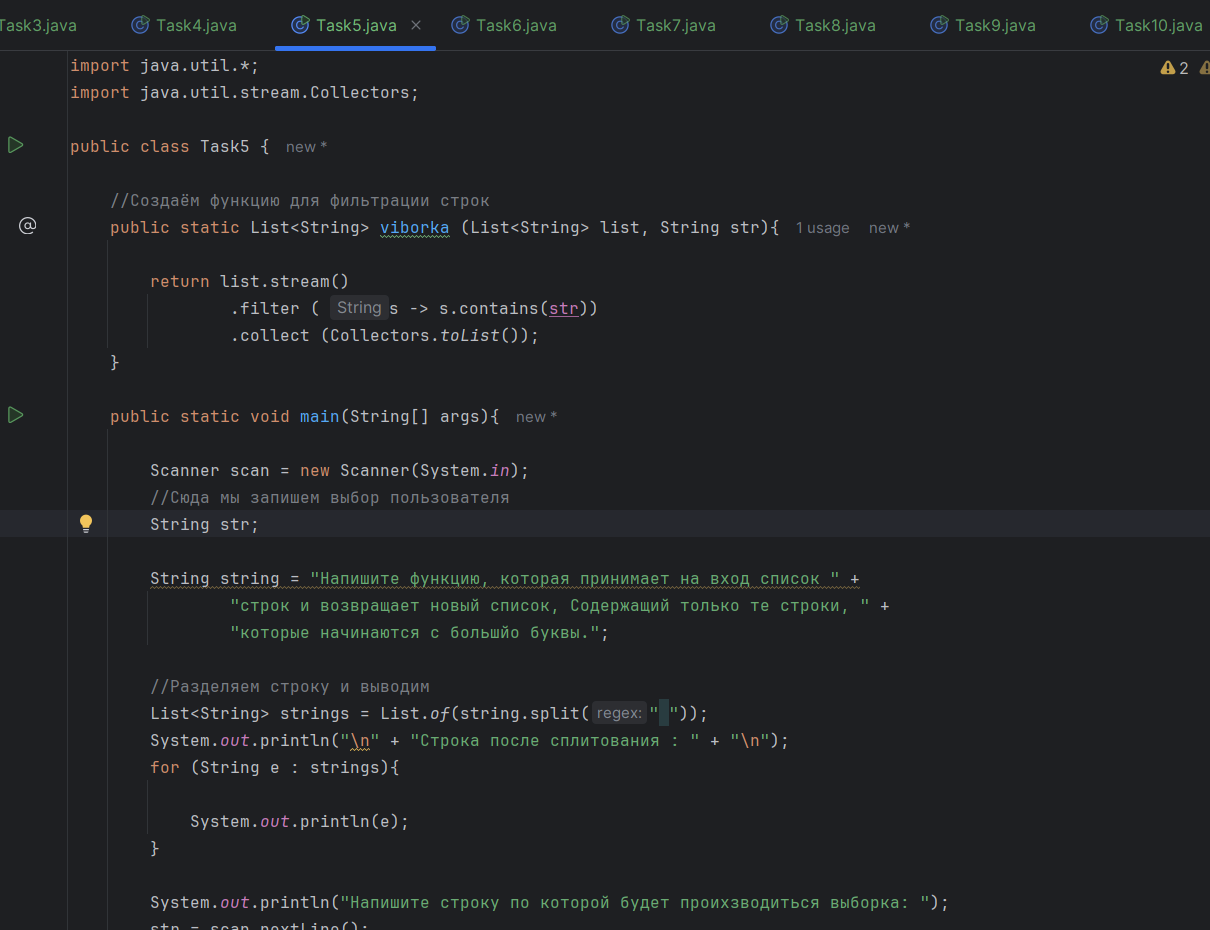 Task3.java Task4.java Task5.java Task6.java Task7.java Task8.java Task9.java Task10.java
import java.util.*;
2
import java.util.stream.Collectors;
public class Task5 { new *
//Создаём функцию для фильтрации строк
@ public static List<String> viborka (List<String> list, String str){ 1 usage new *
return list.stream()
.filter ( String s -> s.contains(str))
.collect (Collectors.toList());
}
public static void main(String[] args){ new *
Scanner scan = new Scanner(System.in);
//Сюда мы запишем выбор пользователя
String str;
String string = "Напишите функцию, которая принимает на вход список " +
"строк и возвращает новый список, Содержащий только те строки, " +
"которые начинаются с большйо буквы.";
//Разделяем строку и выводим
List<String> strings = List.of(string.split( regex: " "));
System.out.println("\n" + "Строка после сплитования : " + "\n");
for (String e : strings){
System.out.println(e);
}
System.out.println("Напишите строку по которой будет проихзводиться выборка: ");
str = scan.nextLine();